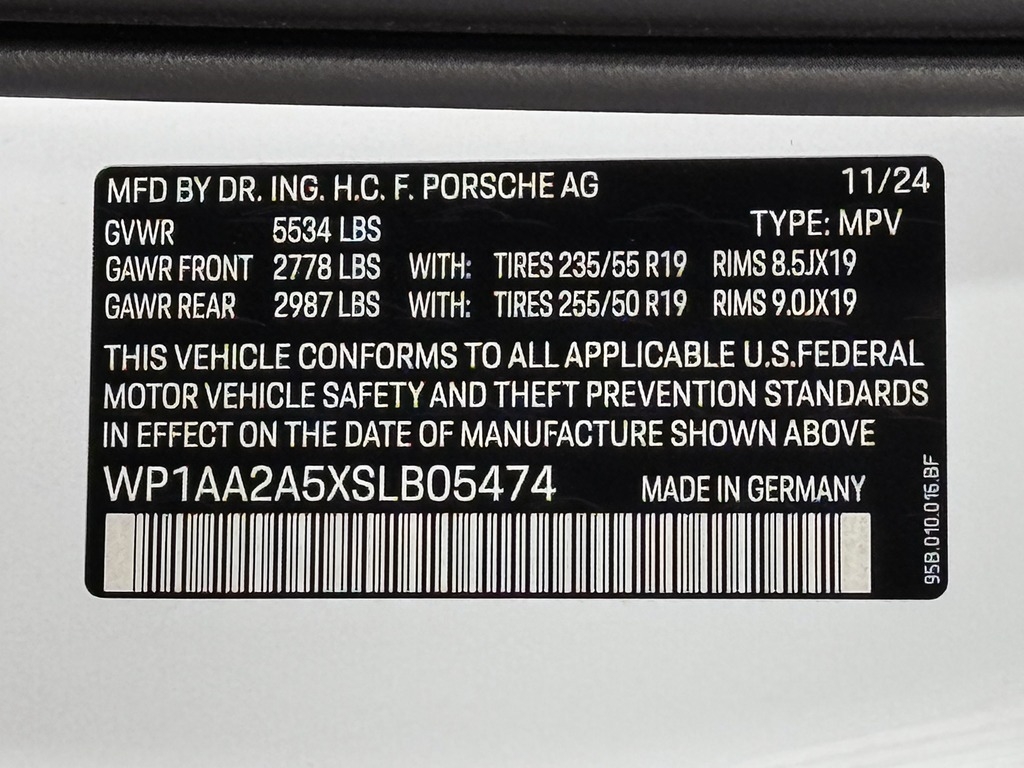 MFD BY DR. ING. H.C. F. PORSCHE AG 11/24
GVWR 5534 LBS TYPE: MPV
GAWR FRONT 2778 LBS WITH: TIRES 235/55 R19 RIMS 8.5JX19
GAWR REAR 2987 LBS WITH: TIRES 255/50 R19 RIMS 9.0JX19
THIS VEHICLE CONFORMS TO ALL APPLICABLE U.S.FEDERAL
MOTOR VEHICLE SAFETY AND THEFT PREVENTION STANDARDS
IN EFFECT ON THE DATE OF MANUFACTURE SHOWN ABOVE
WP1AA2A5XSLB05474 MADE IN GERMANY
95B.010.016.BF